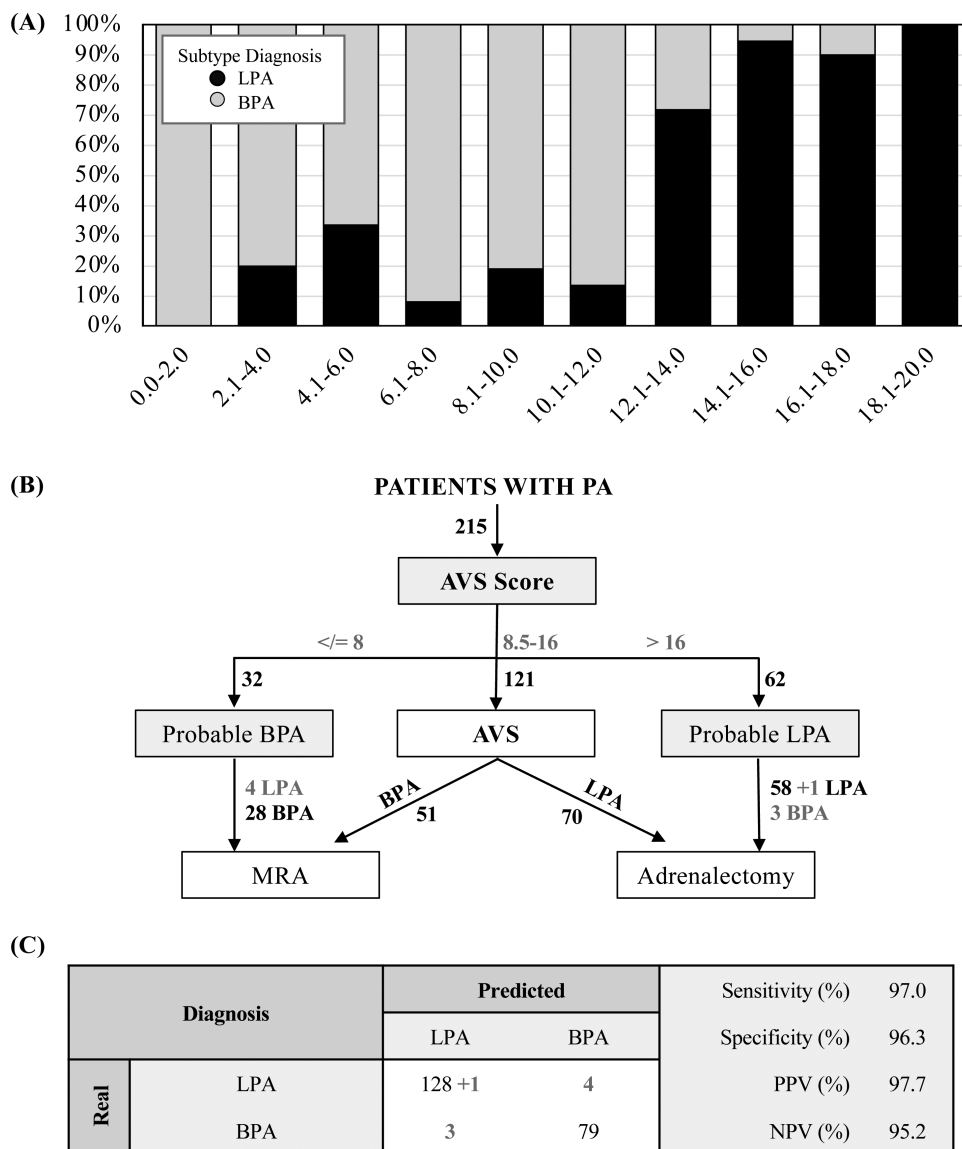 (A)
100%
90%
80%
70%
60%
50%
40%
30%
20%
10%
0%
Subtype Diagnosis
LPA
BPA
0.0-2.0
2.1-4.0
4.1-6.0
6.1-8.0
8.1-10.0
10.1-12.0
12.1-14.0
14.1-16.0
16.1-18.0
18.1-20.0
(B)
PATIENTS WITH PA
215
AVS Score
</= 8
8.5-16
> 16
32
121
62
Probable BPA
AVS
Probable LPA
4 LPA
28 BPA
BPA
51
LPA
70
58 +1 LPA
3 BPA
MRA
Adrenalectomy
(C)
Diagnosis
Predicted
LPA BPA
Sensitivity (%) 97.0
Specificity (%) 96.3
Real
LPA 128 +1 4 PPV (%) 97.7
BPA 3 79 NPV (%) 95.2